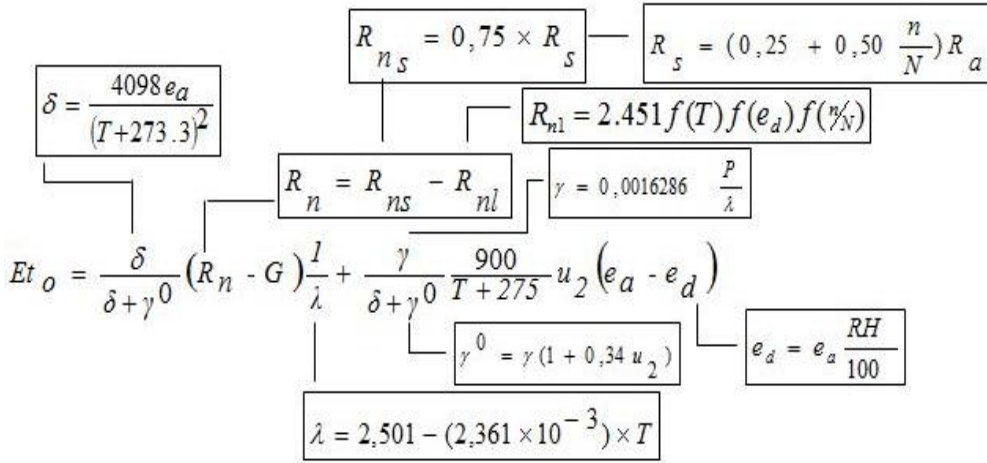 R_ns = 0,75 × R_s
R_s = (0,25 + 0,50 n/N) R_a
δ = 4098 e_a / (T+273.3)^2
R_nl = 2.451 f(T) f(e_d) f(n/N)
R_n = R_ns − R_nl
γ = 0,0016286 P/λ
Et_o = δ/(δ+γ^0) (R_n - G) 1/λ + γ/(δ+γ^0) 900/(T+275) u_2 (e_a - e_d)
γ^0 = γ(1 + 0,34 u_2)
e_d = e_a RH/100
λ = 2,501 − (2,361 ×10^−3) × T